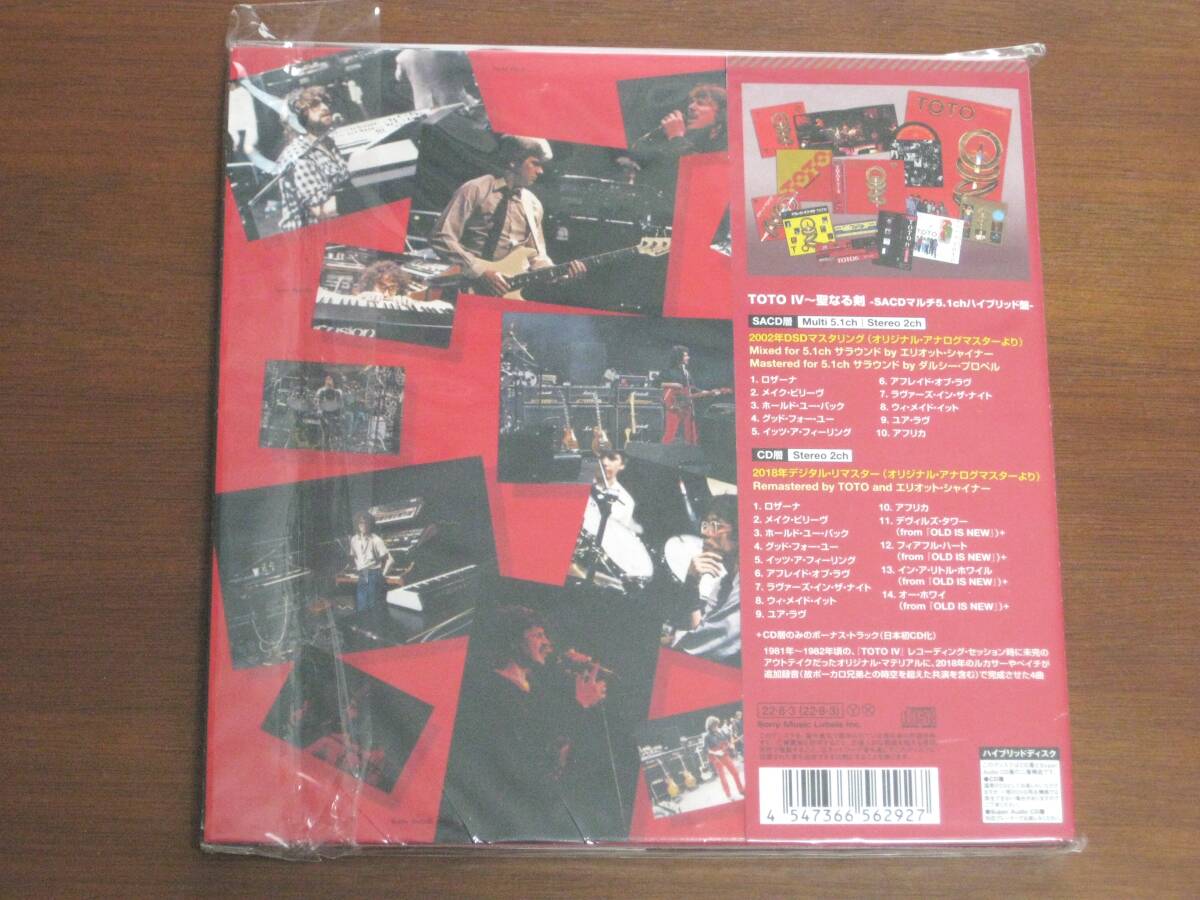 TOTO
TOTO
TOTO IV～聖なる剣 -SACDマルチ5.1chハイブリッド盤-
SACD層 Multi 5.1ch | Stereo 2ch
2002年DSDマスタリング（オリジナル・アナログマスターより）
Mixed for 5.1ch サラウンド by エリオット・シャイナー
Mastered for 5.1ch サラウンド by ダルシー・プロペル
1. ロザーナ
2. メイク・ビリーヴ
3. ホールド・ユー・バック
4. グッド・フォー・ユー
5. イッツ・ア・フィーリング
6. アフレイド・オブ・ラヴ
7. ラヴァーズ・イン・ザ・ナイト
8. ウィ・メイド・イット
9. ユア・ラヴ
10. アフリカ
CD層 Stereo 2ch
2018年デジタル・リマスター（オリジナル・アナログマスターより）
Remastered by TOTO and エリオット・シャイナー
1. ロザーナ
2. メイク・ビリーヴ
3. ホールド・ユー・バック
4. グッド・フォー・ユー
5. イッツ・ア・フィーリング
6. アフレイド・オブ・ラヴ
7. ラヴァーズ・イン・ザ・ナイト
8. ウィ・メイド・イット
9. ユア・ラヴ
10. アフリカ
11. デヴィルズ・タワー
（from『OLD IS NEW』）+
12. フィアフル・ハート
（from『OLD IS NEW』）+
13. イン・ア・リトル・ホワイル
（from『OLD IS NEW』）+
14. オー・ホワイ
（from『OLD IS NEW』）+
+CD層のみのボーナス・トラック（日本初CD化）
1981年～1982年頃の、『TOTO IV』レコーディング・セッション時に未完の
アウトテイクだったオリジナル・マテリアルに、2018年のルカサーやペイチが
追加録音（故ポーカロ兄弟との時空を超えた共演を含む）で完成させた4曲
22・8・3 (22・8・3) Ⓨ Ⓧ
Sony Music Labels Inc.
ハイブリッドディスク
●CD層
●Super Audio CD層
4 547366 562927